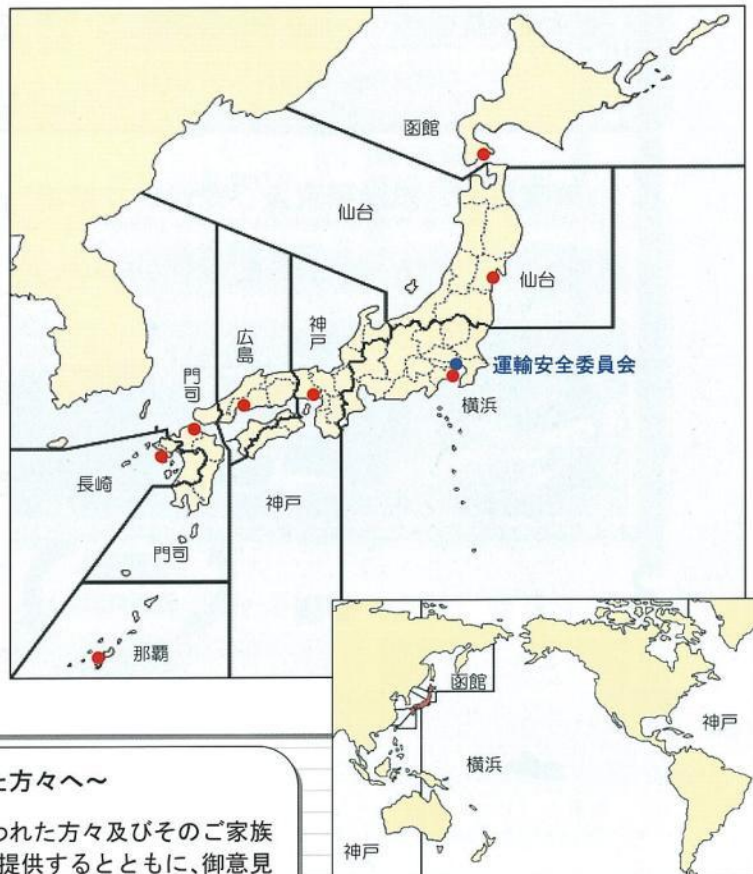 函館
仙台
仙台
神戸
広島
運輸安全委員会
門司
横浜
長崎
神戸
門司
那覇
函館
神戸
横浜
神戸
た方々へ~
われた方々及びそのご家族
提供するとともに、御意見